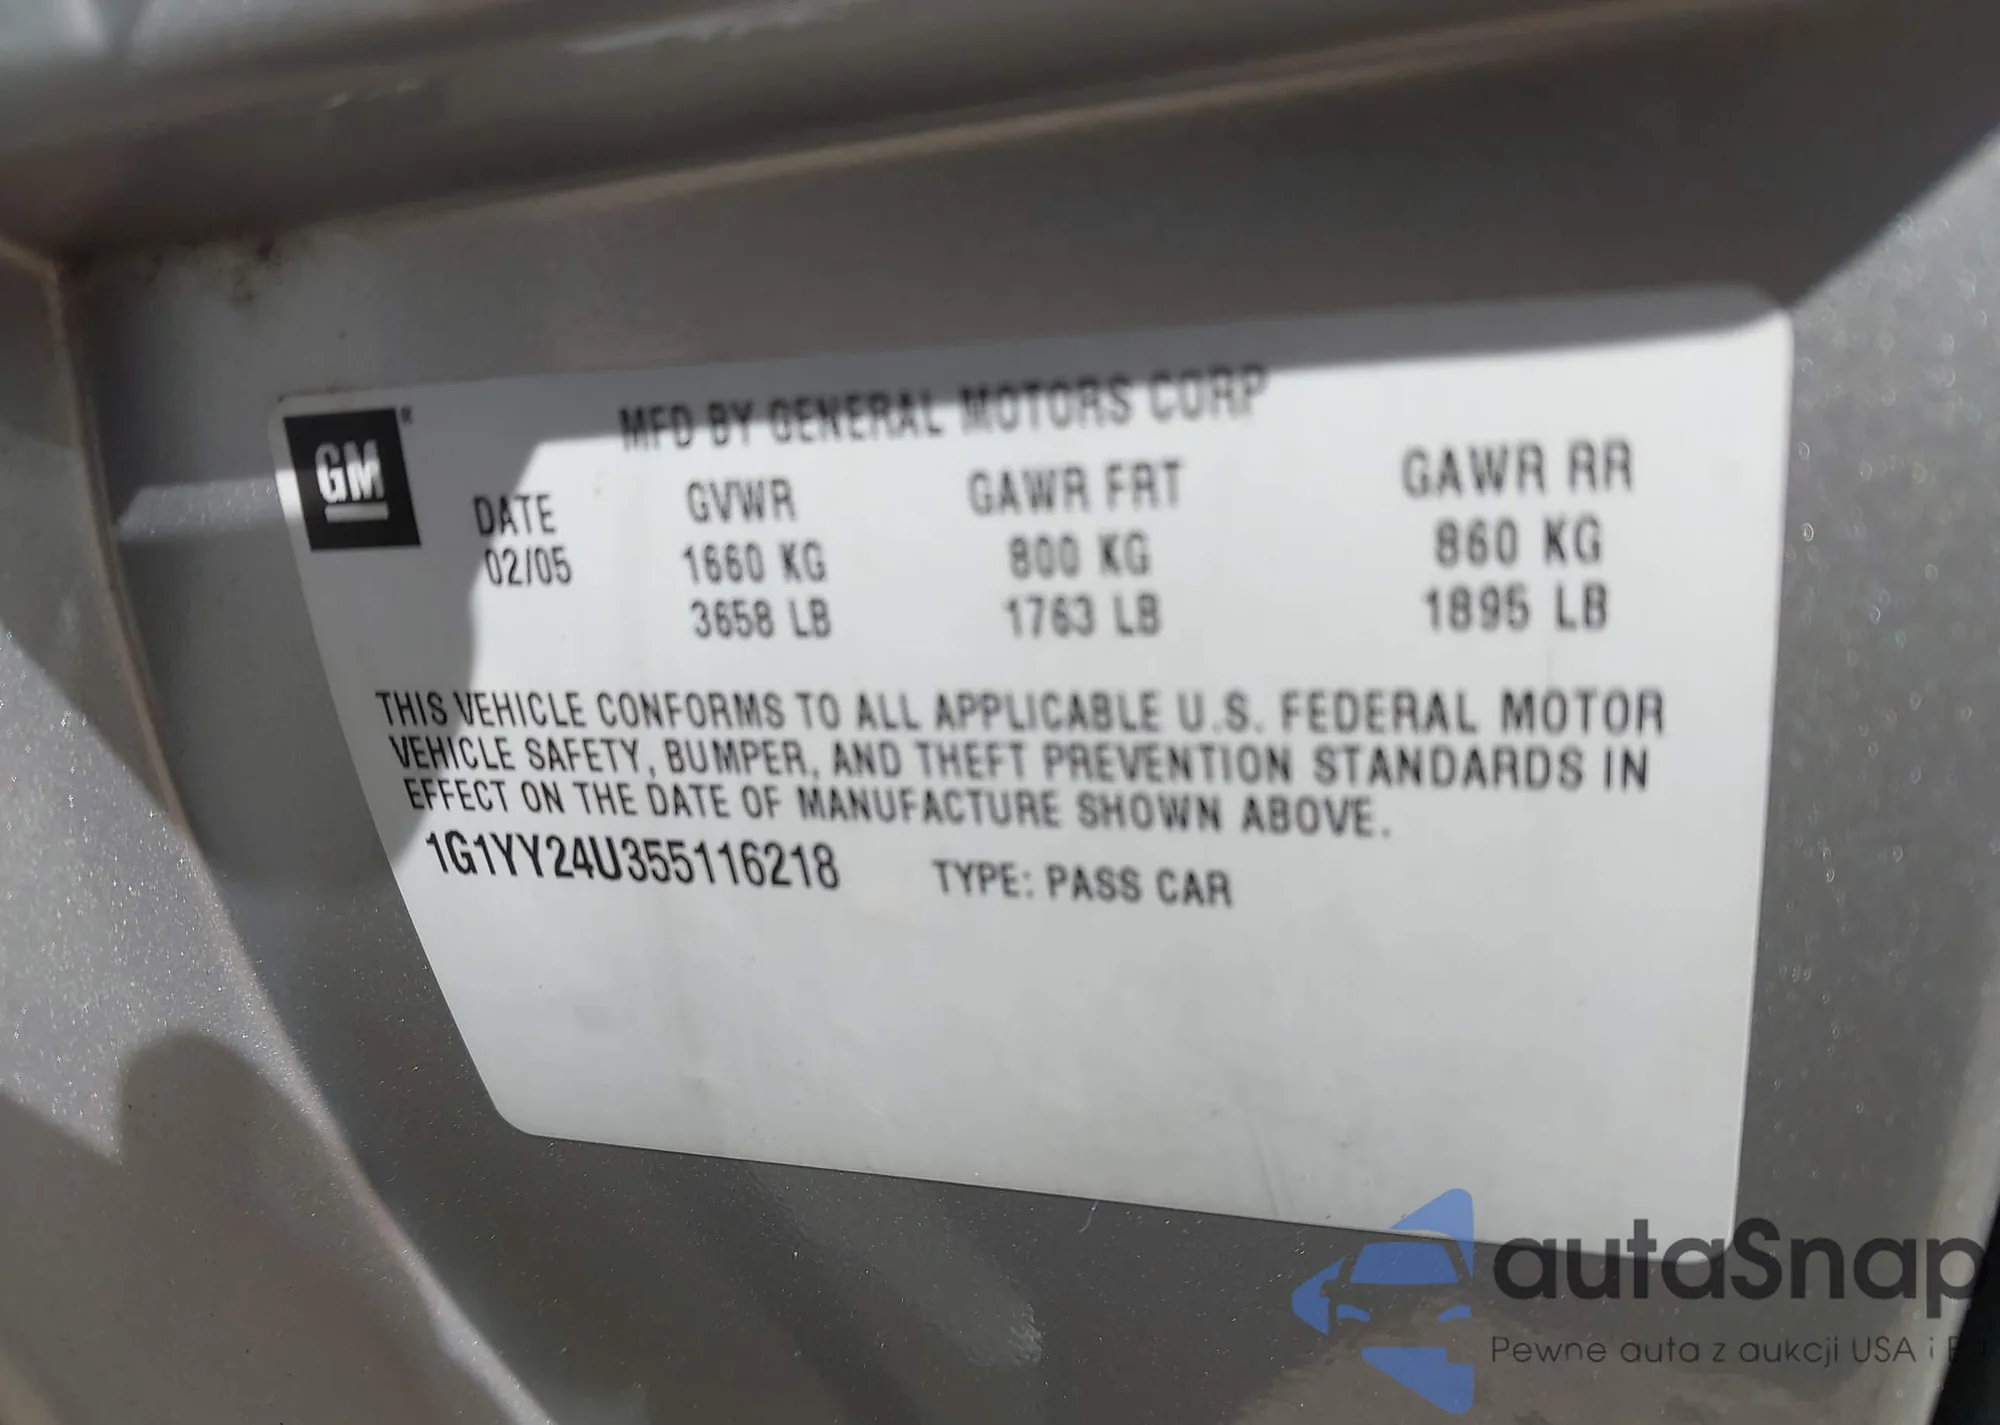 MFD BY GENERAL MOTORS CORP
GM®
DATE GVWR GAWR FRT GAWR RR
02/05 1660 KG 800 KG 860 KG
3658 LB 1763 LB 1895 LB
THIS VEHICLE CONFORMS TO ALL APPLICABLE U.S. FEDERAL MOTOR
VEHICLE SAFETY, BUMPER, AND THEFT PREVENTION STANDARDS IN
EFFECT ON THE DATE OF MANUFACTURE SHOWN ABOVE.
1G1YY24U355116218 TYPE: PASS CAR
autaSnap
Pewne auta z aukcji USA i